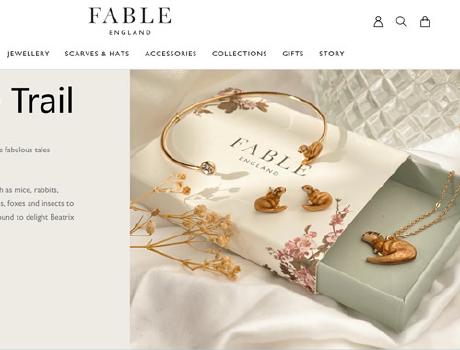 FABLE
ENGLAND
JEWELLERY SCARVES & HATS ACCESSORIES COLLECTIONS GIFTS STORY
Trail
fabulous tales
as mice, rabbits,
foxes and insects to
to delight Beatrix
FABLE
ENGLAND